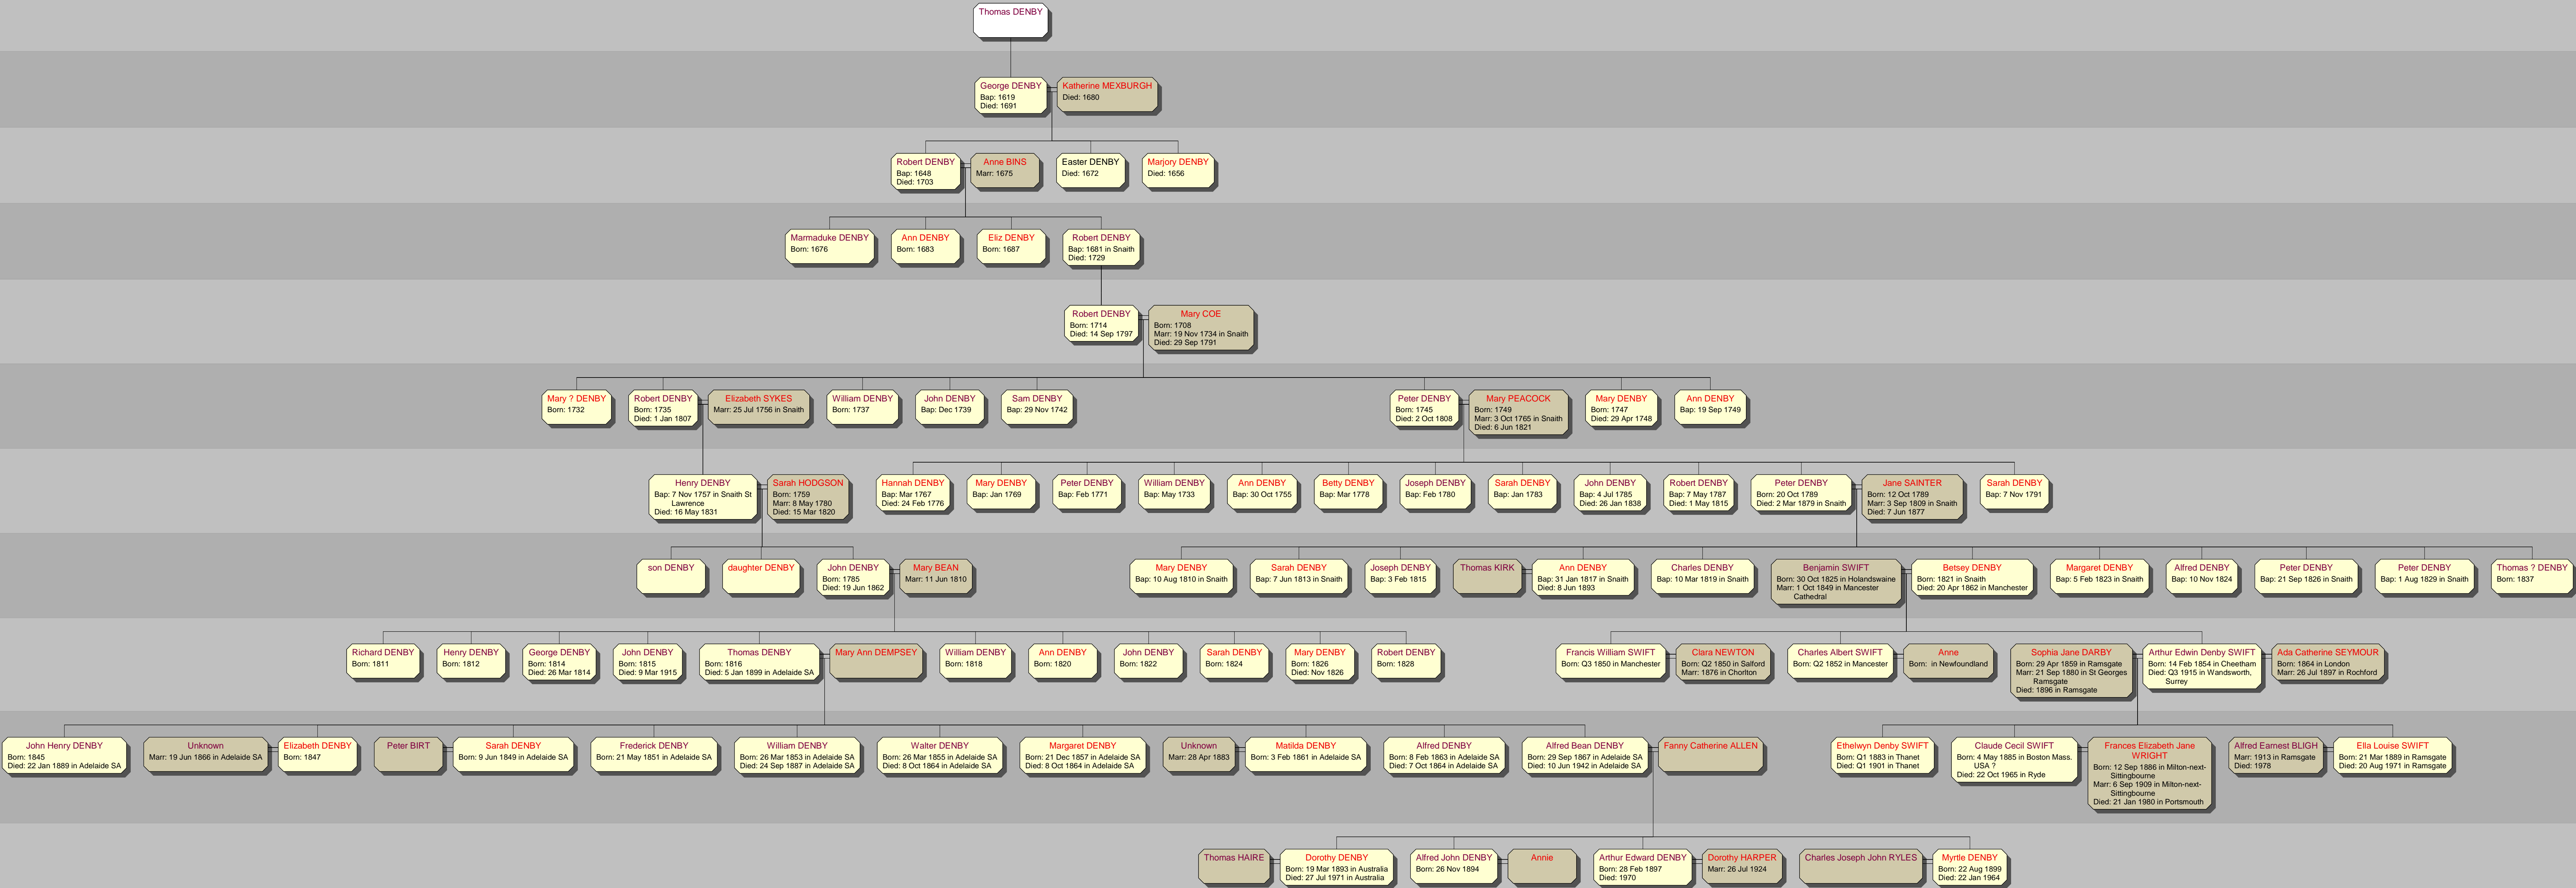 Thomas DENBY
George DENBY
Bap: 1619
Died: 1691
Katherine MEXBURGH
Died: 1680
Robert DENBY
Bap: 1648
Died: 1703
Anne BINS
Marr: 1675
Easter DENBY
Died: 1672
Marjory DENBY
Died: 1656
Marmaduke DENBY
Born: 1676
Ann DENBY
Born: 1683
Eliz DENBY
Born: 1687
Robert DENBY
Bap: 1681 in Snaith
Died: 1729
Robert DENBY
Born: 1714
Died: 14 Sep 1797
Mary COE
Born: 1708
Marr: 19 Nov 1734 in Snaith
Died: 29 Sep 1791
Mary ? DENBY
Born: 1732
Robert DENBY
Born: 1735
Died: 1 Jan 1807
Elizabeth SYKES
Marr: 25 Jul 1756 in Snaith
William DENBY
Born: 1737
John DENBY
Bap: Dec 1739
Sam DENBY
Bap: 29 Nov 1742
Peter DENBY
Born: 1745
Died: 2 Oct 1808
Mary PEACOCK
Born: 1749
Marr: 3 Oct 1765 in Snaith
Died: 6 Jun 1821
Mary DENBY
Born: 1747
Died: 29 Apr 1748
Ann DENBY
Bap: 19 Sep 1749
Henry DENBY
Bap: 7 Nov 1757 in Snaith St
Lawrence
Died: 16 May 1831
Sarah HODGSON
Born: 1759
Marr: 8 May 1780
Died: 15 Mar 1820
Hannah DENBY
Bap: Mar 1767
Died: 24 Feb 1776
Mary DENBY
Bap: Jan 1769
Peter DENBY
Bap: Feb 1771
William DENBY
Bap: May 1733
Ann DENBY
Bap: 30 Oct 1755
Betty DENBY
Bap: Mar 1778
Joseph DENBY
Bap: Feb 1780
Sarah DENBY
Bap: Jan 1783
John DENBY
Bap: 4 Jul 1785
Died: 26 Jan 1838
Robert DENBY
Bap: 7 May 1787
Died: 1 May 1815
Peter DENBY
Born: 20 Oct 1789
Died: 2 Mar 1879 in Snaith
Jane SAINTER
Born: 12 Oct 1789
Marr: 3 Sep 1809 in Snaith
Died: 7 Jun 1877
Sarah DENBY
Bap: 7 Nov 1791
son DENBY
daughter DENBY
John DENBY
Born: 1785
Died: 19 Jun 1862
Mary BEAN
Marr: 11 Jun 1810
Mary DENBY
Bap: 10 Aug 1810 in Snaith
Sarah DENBY
Bap: 7 Jun 1813 in Snaith
Joseph DENBY
Bap: 3 Feb 1815
Thomas KIRK
Ann DENBY
Bap: 31 Jan 1817 in Snaith
Died: 8 Jun 1893
Charles DENBY
Bap: 10 Mar 1819 in Snaith
Benjamin SWIFT
Born: 30 Oct 1825 in Holandswaine
Marr: 1 Oct 1849 in Mancester
Cathedral
Betsey DENBY
Born: 1821 in Snaith
Died: 20 Apr 1862 in Manchester
Margaret DENBY
Bap: 5 Feb 1823 in Snaith
Alfred DENBY
Bap: 10 Nov 1824
Peter DENBY
Bap: 21 Sep 1826 in Snaith
Peter DENBY
Bap: 1 Aug 1829 in Snaith
Thomas ? DENBY
Born: 1837
Richard DENBY
Born: 1811
Henry DENBY
Born: 1812
George DENBY
Born: 1814
Died: 26 Mar 1814
John DENBY
Born: 1815
Died: 9 Mar 1915
Thomas DENBY
Born: 1816
Died: 5 Jan 1899 in Adelaide SA
Mary Ann DEMPSEY
William DENBY
Born: 1818
Ann DENBY
Born: 1820
John DENBY
Born: 1822
Sarah DENBY
Born: 1824
Mary DENBY
Born: 1826
Died: Nov 1826
Robert DENBY
Born: 1828
Francis William SWIFT
Born: Q3 1850 in Manchester
Clara NEWTON
Born: Q2 1850 in Salford
Marr: 1876 in Chorlton
Charles Albert SWIFT
Born: Q2 1852 in Mancester
Anne
Born: in Newfoundland
Sophia Jane DARBY
Born: 29 Apr 1859 in Ramsgate
Marr: 21 Sep 1880 in St Georges
Ramsgate
Died: 1896 in Ramsgate
Arthur Edwin Denby SWIFT
Born: 14 Feb 1854 in Cheetham
Died: Q3 1915 in Wandsworth,
Surrey
Ada Catherine SEYMOUR
Born: 1864 in London
Marr: 26 Jul 1897 in Rochford
John Henry DENBY
Born: 1845
Died: 22 Jan 1889 in Adelaide SA
Unknown
Marr: 19 Jun 1866 in Adelaide SA
Elizabeth DENBY
Born: 1847
Peter BIRT
Sarah DENBY
Born: 9 Jun 1849 in Adelaide SA
Frederick DENBY
Born: 21 May 1851 in Adelaide SA
William DENBY
Born: 26 Mar 1853 in Adelaide SA
Died: 24 Sep 1887 in Adelaide SA
Walter DENBY
Born: 26 Mar 1855 in Adelaide SA
Died: 8 Oct 1864 in Adelaide SA
Margaret DENBY
Born: 21 Dec 1857 in Adelaide SA
Died: 8 Oct 1864 in Adelaide SA
Unknown
Marr: 28 Apr 1883
Matilda DENBY
Born: 3 Feb 1861 in Adelaide SA
Alfred DENBY
Born: 8 Feb 1863 in Adelaide SA
Died: 7 Oct 1864 in Adelaide SA
Alfred Bean DENBY
Born: 29 Sep 1867 in Adelaide SA
Died: 10 Jun 1942 in Adelaide SA
Fanny Catherine ALLEN
Ethelwyn Denby SWIFT
Born: Q1 1883 in Thanet
Died: Q1 1901 in Thanet
Claude Cecil SWIFT
Born: 4 May 1885 in Boston Mass.
USA ?
Died: 22 Oct 1965 in Ryde
Frances Elizabeth Jane
WRIGHT
Born: 12 Sep 1886 in Milton-next-
Sittingbourne
Marr: 6 Sep 1909 in Milton-next-
Sittingbourne
Died: 21 Jan 1980 in Portsmouth
Alfred Earnest BLIGH
Marr: 1913 in Ramsgate
Died: 1978
Ella Louise SWIFT
Born: 21 Mar 1889 in Ramsgate
Died: 20 Aug 1971 in Ramsgate
Thomas HAIRE
Dorothy DENBY
Born: 19 Mar 1893 in Australia
Died: 27 Jul 1971 in Australia
Alfred John DENBY
Born: 26 Nov 1894
Annie
Arthur Edward DENBY
Born: 28 Feb 1897
Died: 1970
Dorothy HARPER
Marr: 26 Jul 1924
Charles Joseph John RYLES
Myrtle DENBY
Born: 22 Aug 1899
Died: 22 Jan 1964